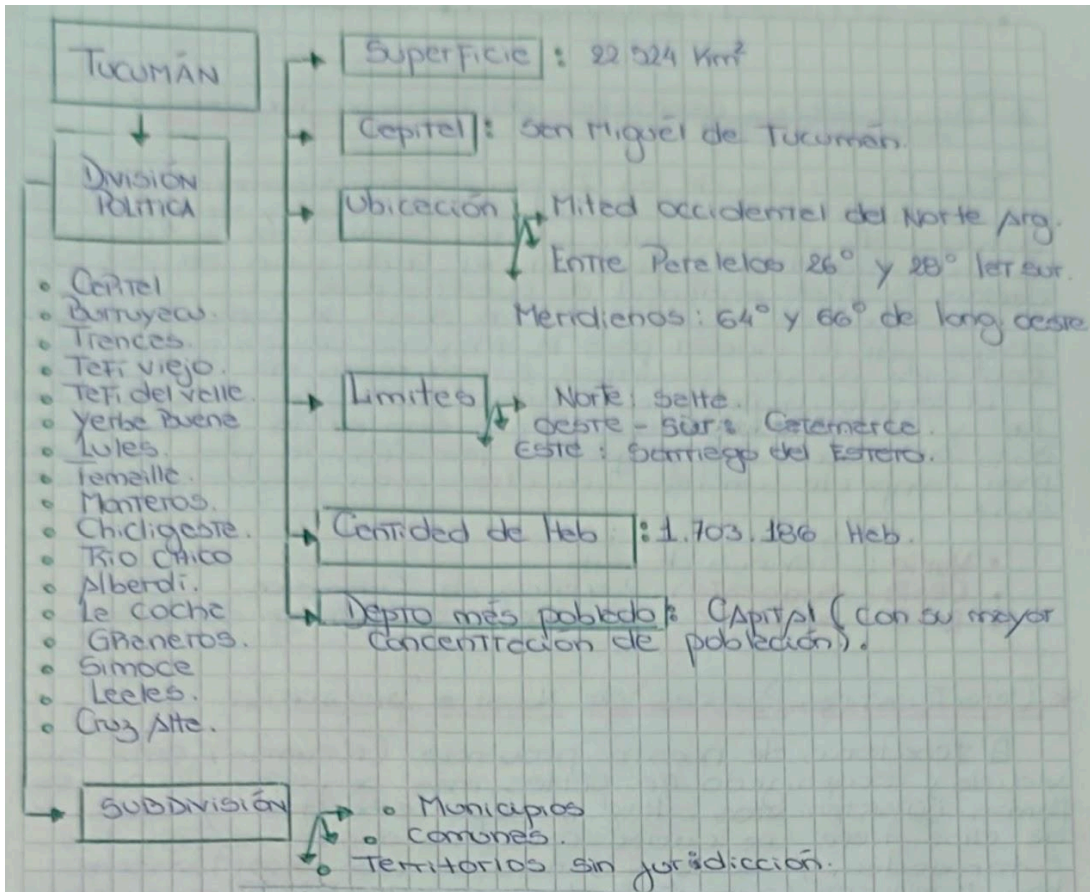 TUCUMÁN
DIVISIÓN
POLITICA
• Capital
• Burruyacu.
• Trancas.
• Tafí viejo.
• Tafí del valle.
• Yerba Buena
• Lules.
• Famaillá.
• Monteros.
• Chicligasta.
• RIO CHICO
• Alberdi.
• La cocha
• GRaneros.
• Simoca
• Leales.
• Cruz Alta.
SUBDIVISIÓN
• Municipios
• Comunas.
• Territorios sin jurisdicción.
Superficie: 22 524 Km²
Capital: San Miguel de Tucumán.
Ubicación
Mitad occidental del Norte Arg.
Entre Paralelos 26° y 28° lat sur.
Meridianos: 64° y 66° de long oeste
Limites
Norte: Salta.
Oeste - Sur: Catamarca.
Este: Santiago del Estero.
Cantidad de Hab: 1.703.186 Hab.
Depto más poblado: CApitAl (con su mayor
concentración de población).